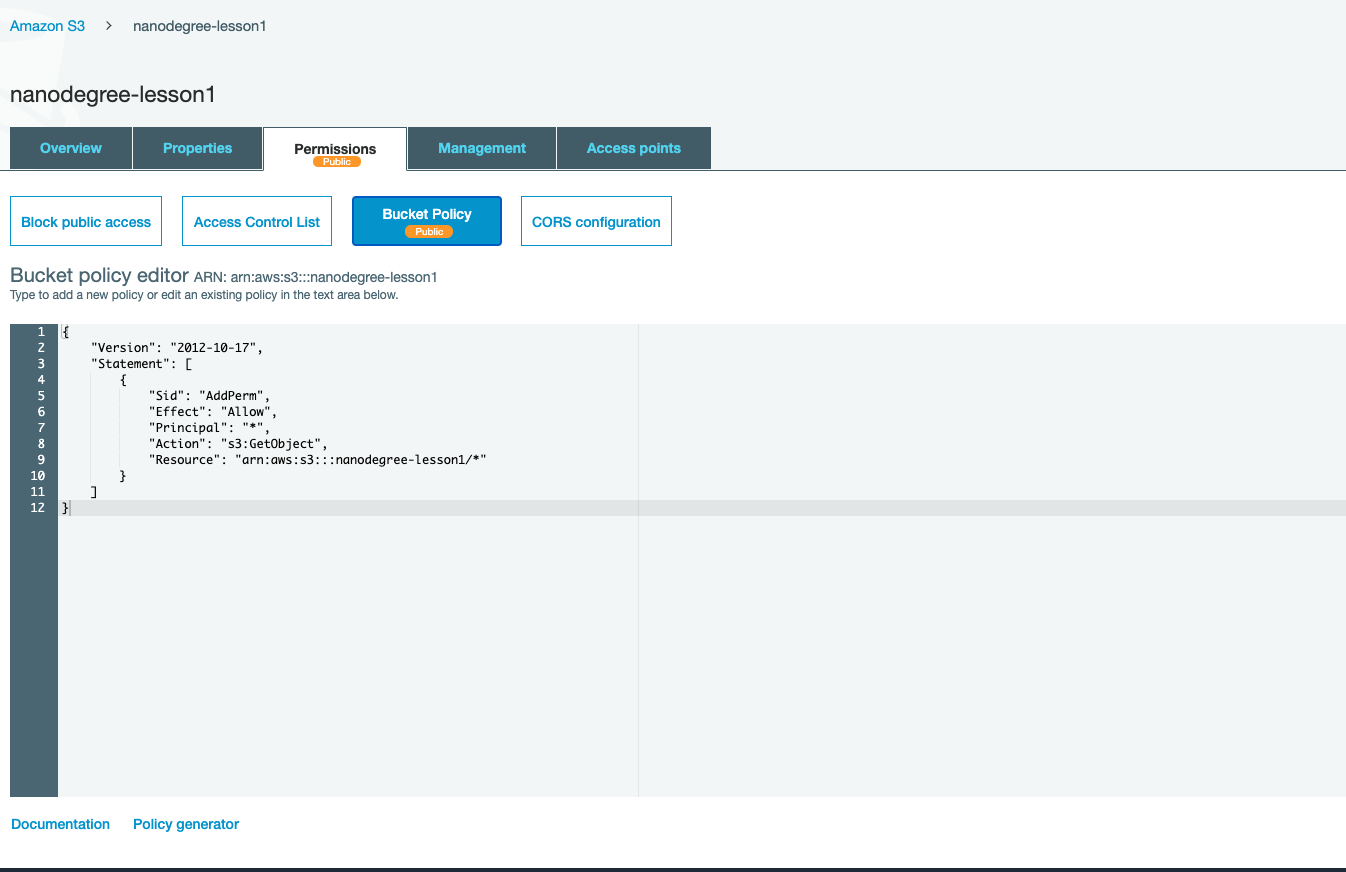 Amazon S3 > nanodegree-lesson1
nanodegree-lesson1
Overview Properties Permissions Management Access points
Public
Block public access Access Control List Bucket Policy CORS configuration
Public
Bucket policy editor ARN: arn:aws:s3:::nanodegree-lesson1
Type to add a new policy or edit an existing policy in the text area below.
1 {
2     "Version": "2012-10-17",
3     "Statement": [
4         {
5             "Sid": "AddPerm",
6             "Effect": "Allow",
7             "Principal": "*",
8             "Action": "s3:GetObject",
9             "Resource": "arn:aws:s3:::nanodegree-lesson1/*"
10         }
11     ]
12 }
Documentation Policy generator